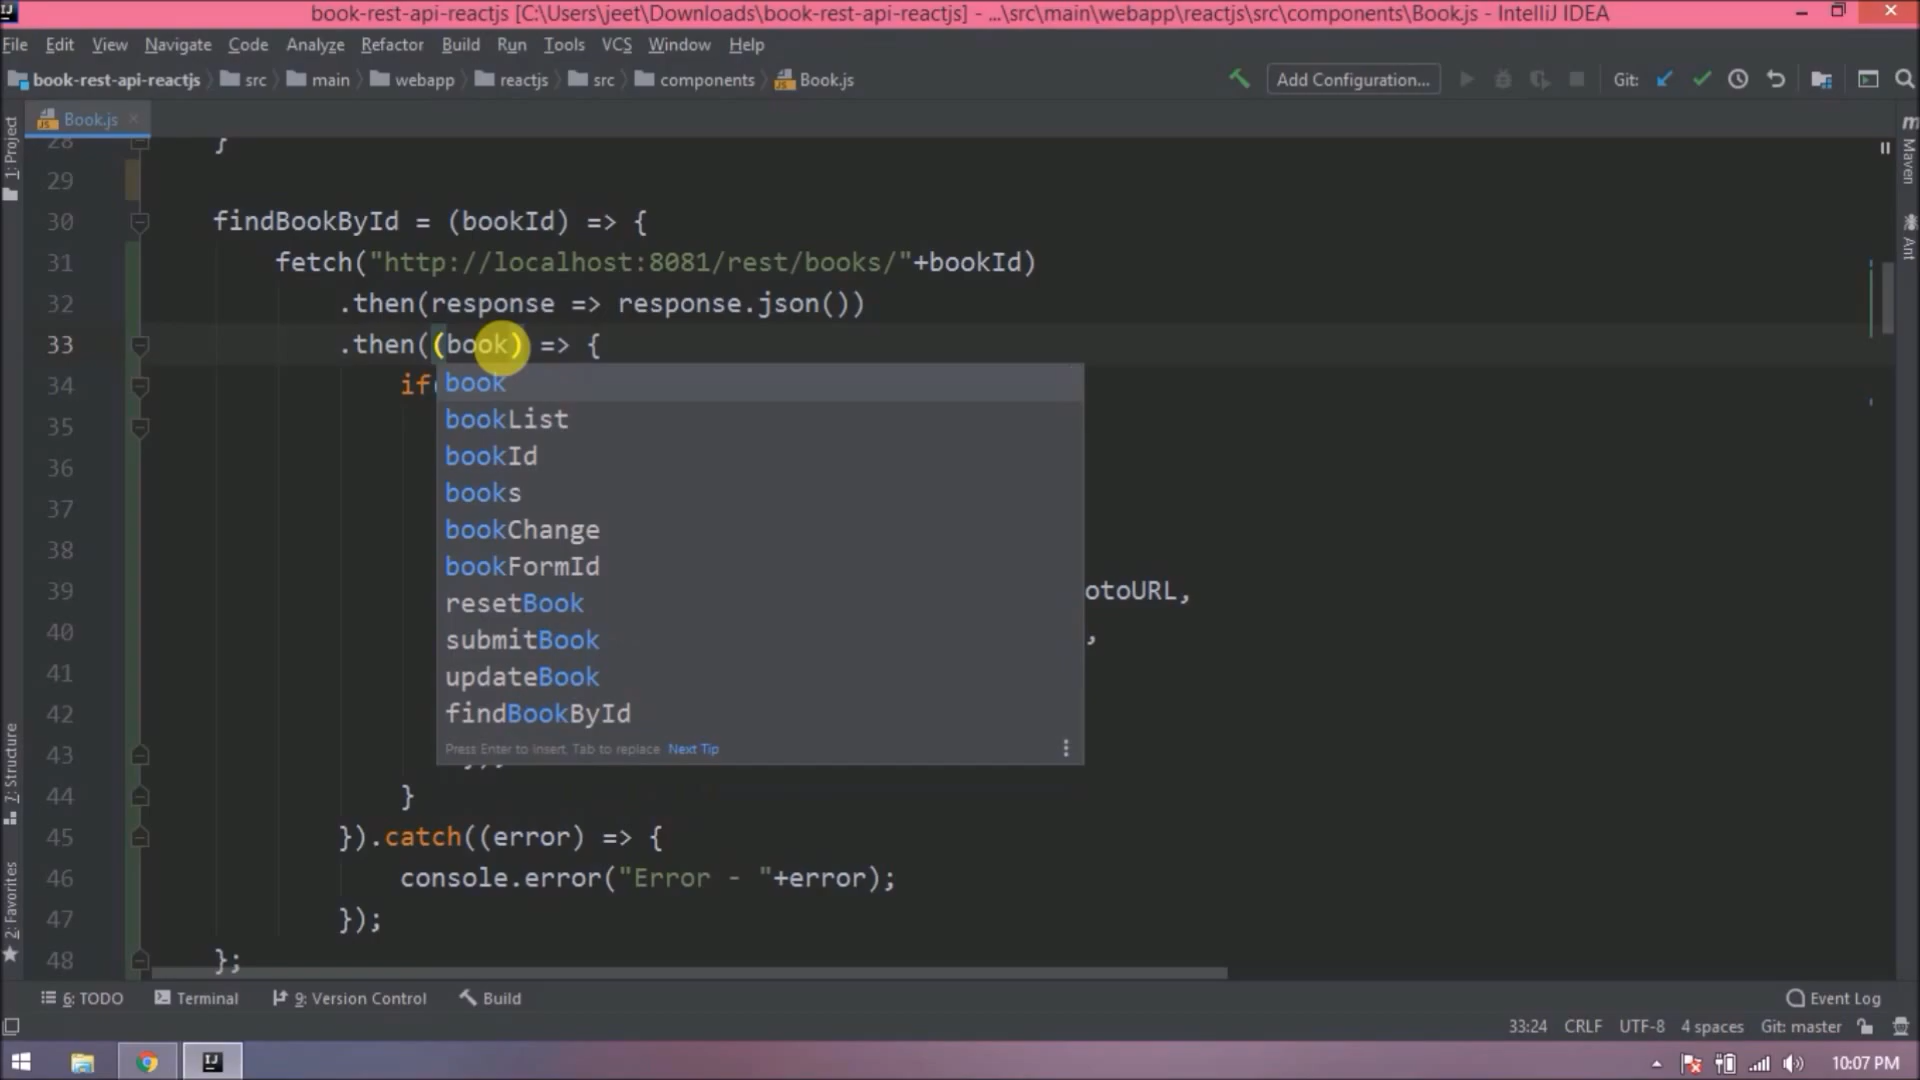 book-rest-api-reactjs [C:\Users\jeet\Downloads\book-rest-api-reactjs] - ...\src\main\webapp\reactjs\src\components\Book.js - IntelliJ IDEA
File Edit View Navigate Code Analyze Refactor Build Run Tools VCS Window Help
book-rest-api-reactjs src main webapp reactjs src components Book.js Add Configuration... Git:
Book.js
1: Project
7: Structure
2: Favorites
Maven
Ant
28 }
29
30 findBookById = (bookId) => {
31 fetch("http://localhost:8081/rest/books/"+bookId)
32 .then(response => response.json())
33 .then((book) => {
34 if(
35
36
37
38
39 otoURL,
40 ,
41
42
43 });
44 }
45 }).catch((error) => {
46 console.error("Error - "+error);
47 });
48 };
book
bookList
bookId
books
bookChange
bookFormId
resetBook
submitBook
updateBook
findBookById
Press Enter to insert, Tab to replace Next Tip
6: TODO Terminal 9: Version Control Build Event Log
33:24 CRLF UTF-8 4 spaces Git: master
10:07 PM